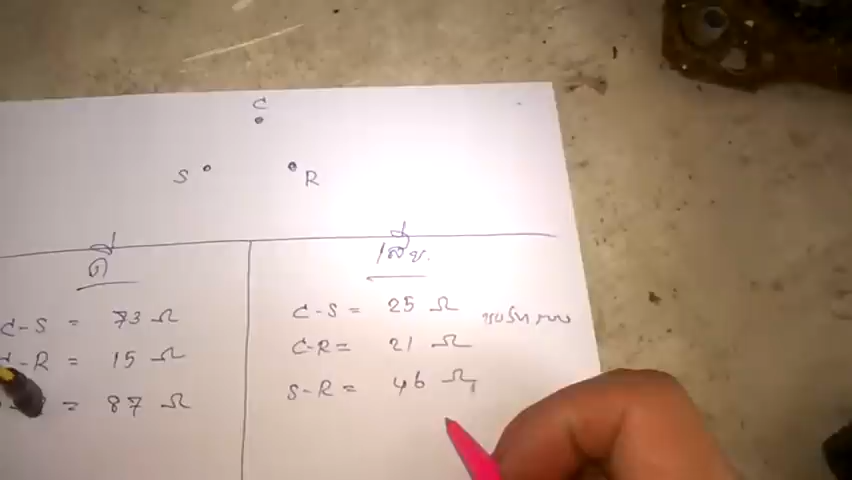 C
S
R
ดี
เสีย.
C-S = 73 Ω
C-R = 15 Ω
= 87 Ω
C-S = 25 Ω
C-R = 21 Ω
S-R = 46 Ω